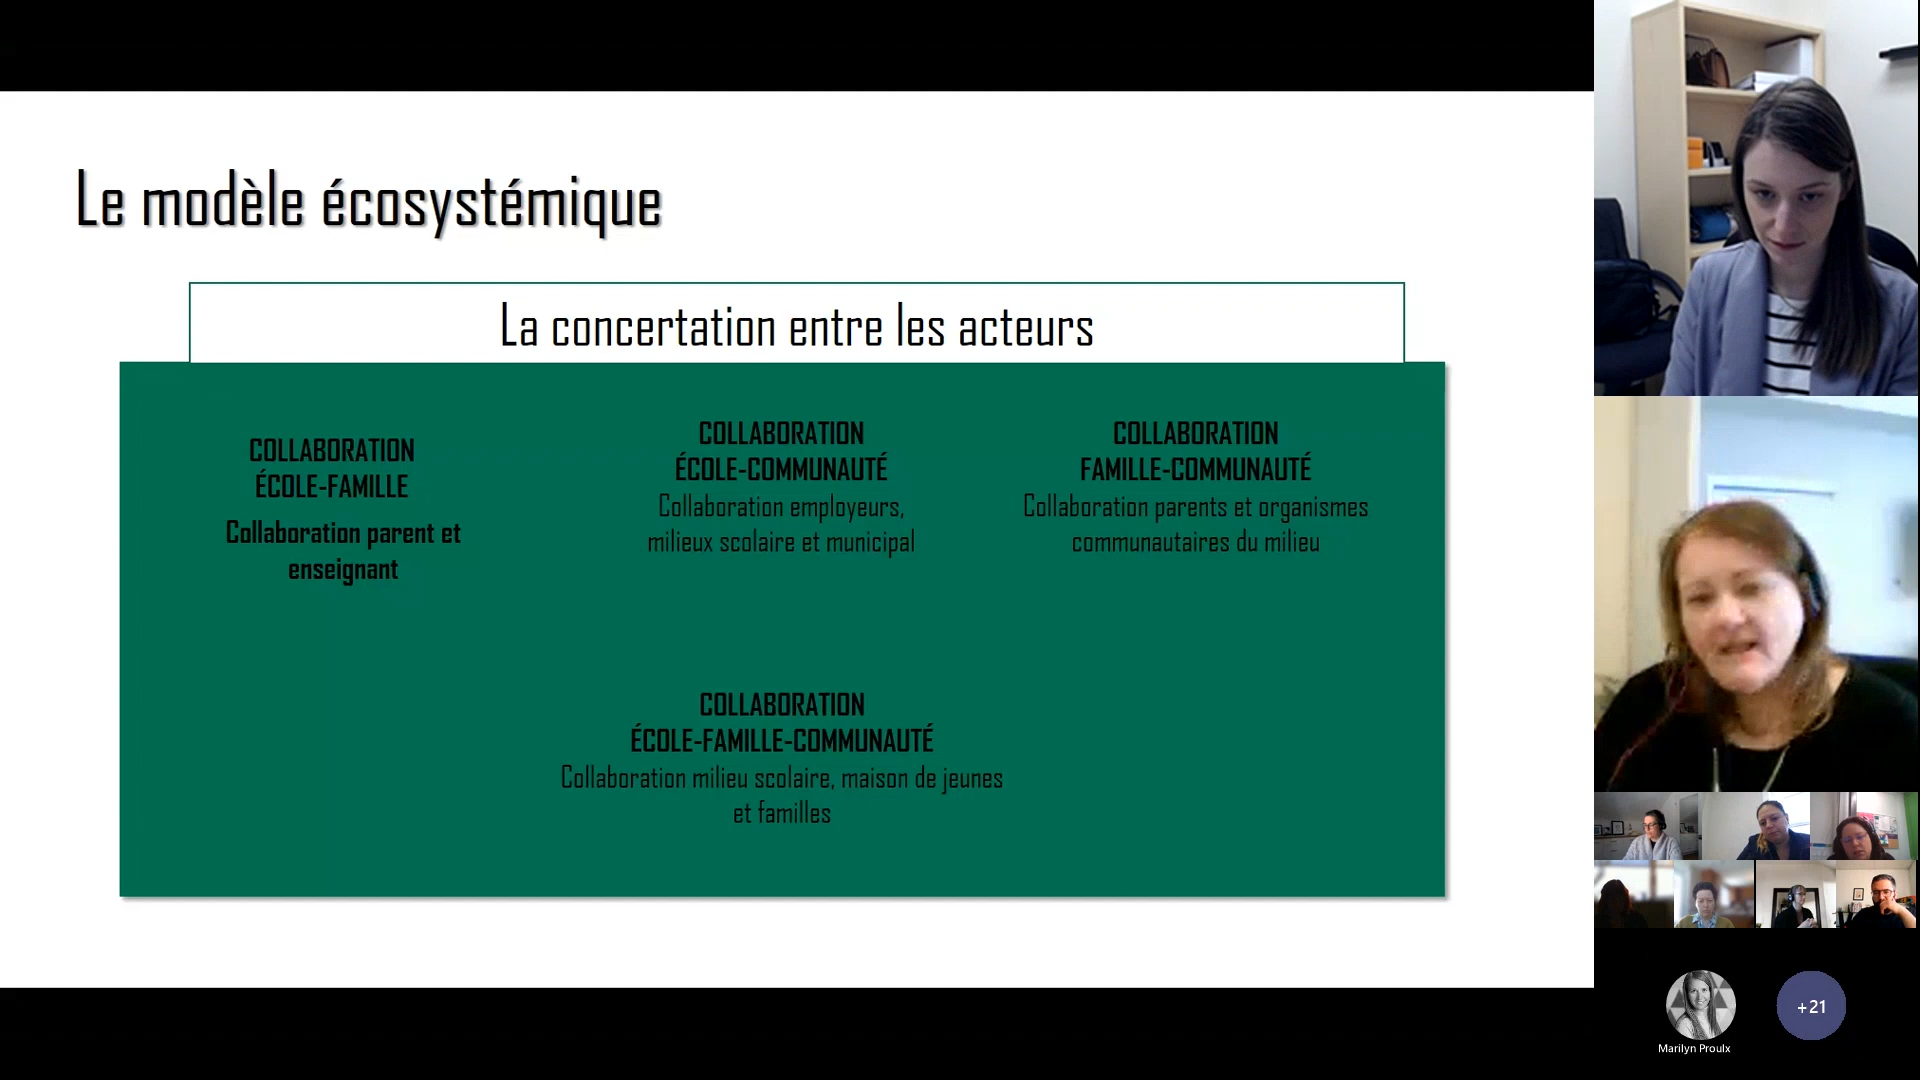 Le modèle écosystémique
La concertation entre les acteurs
COLLABORATION
ÉCOLE-FAMILLE
Collaboration parent et
enseignant
COLLABORATION
ÉCOLE-COMMUNAUTÉ
Collaboration employeurs,
milieux scolaire et municipal
COLLABORATION
FAMILLE-COMMUNAUTÉ
Collaboration parents et organismes
communautaires du milieu
COLLABORATION
ÉCOLE-FAMILLE-COMMUNAUTÉ
Collaboration milieu scolaire, maison de jeunes
et familles
+21
Marilyn Proulx